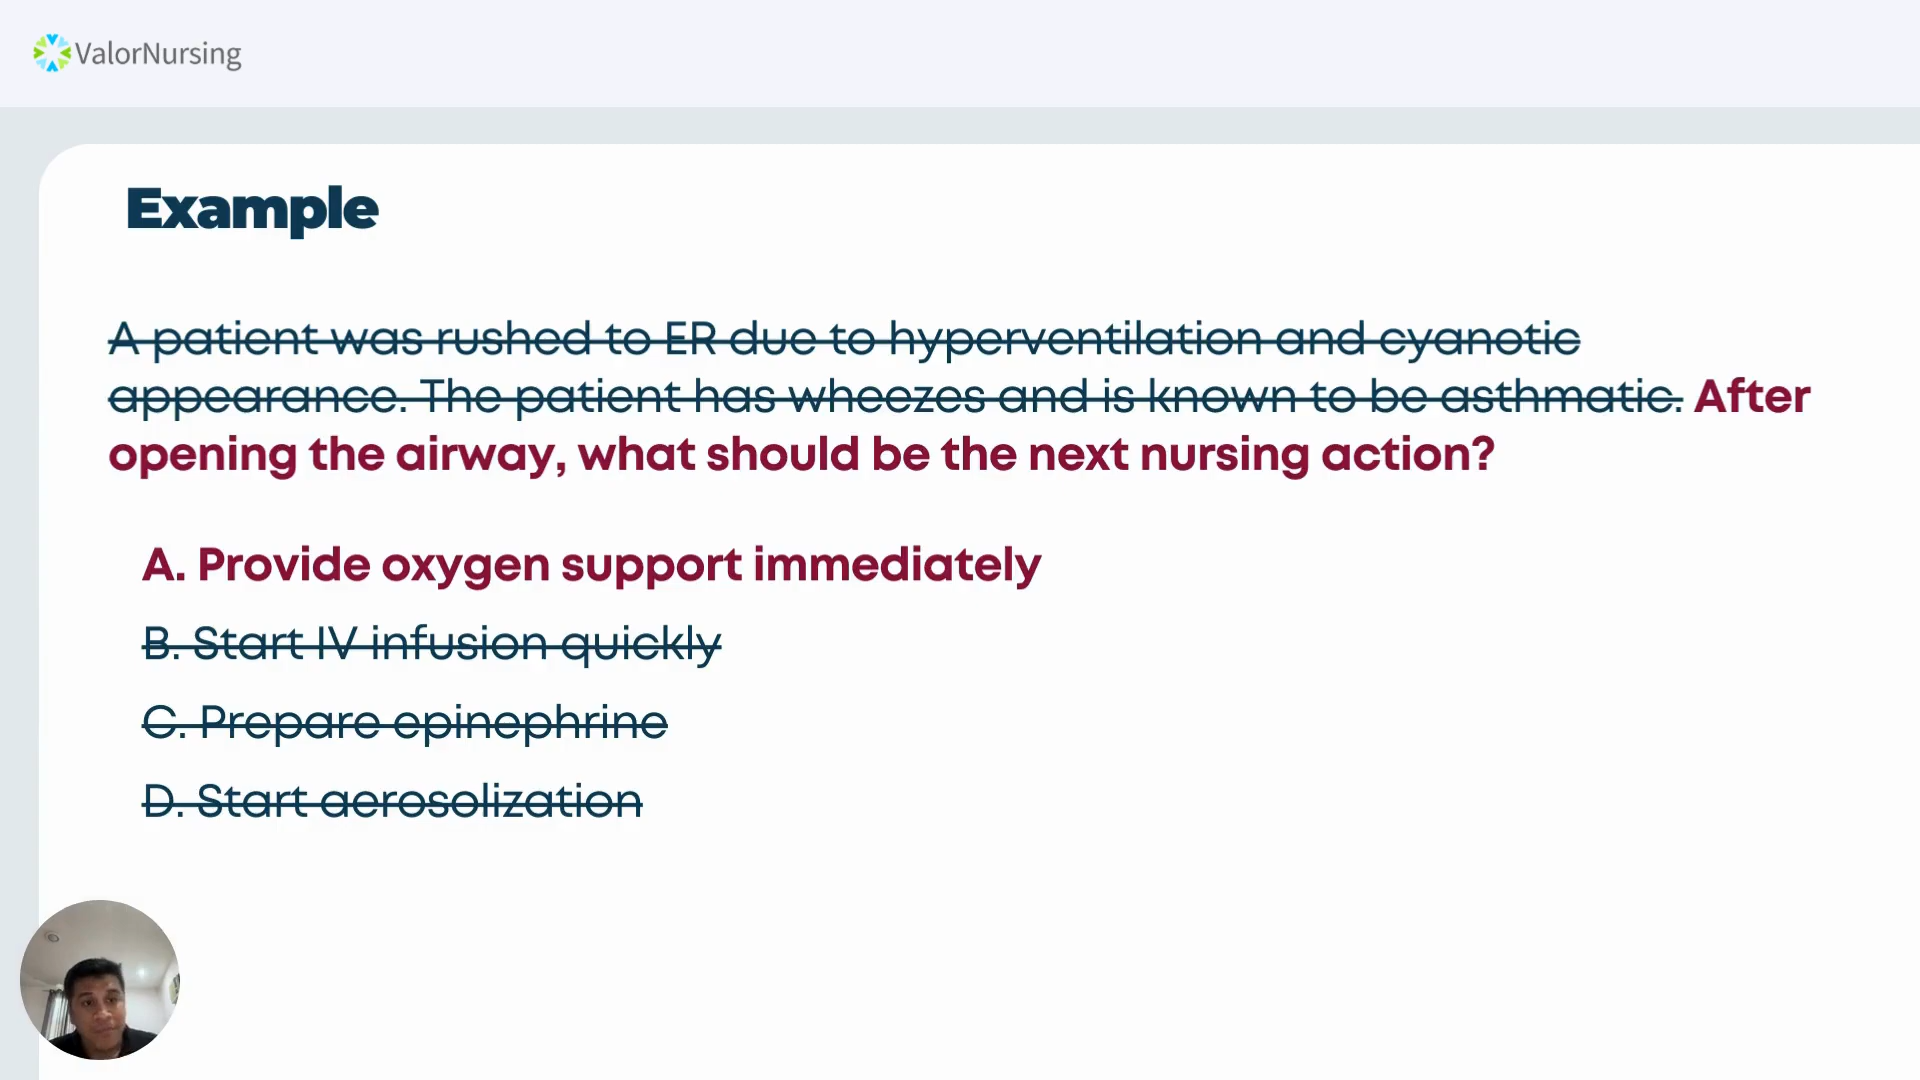 ValorNursing
Example
A patient was rushed to ER due to hyperventilation and cyanotic
appearance. The patient has wheezes and is known to be asthmatic. After
opening the airway, what should be the next nursing action?
A. Provide oxygen support immediately
B. Start IV infusion quickly
C. Prepare epinephrine
D. Start aerosolization